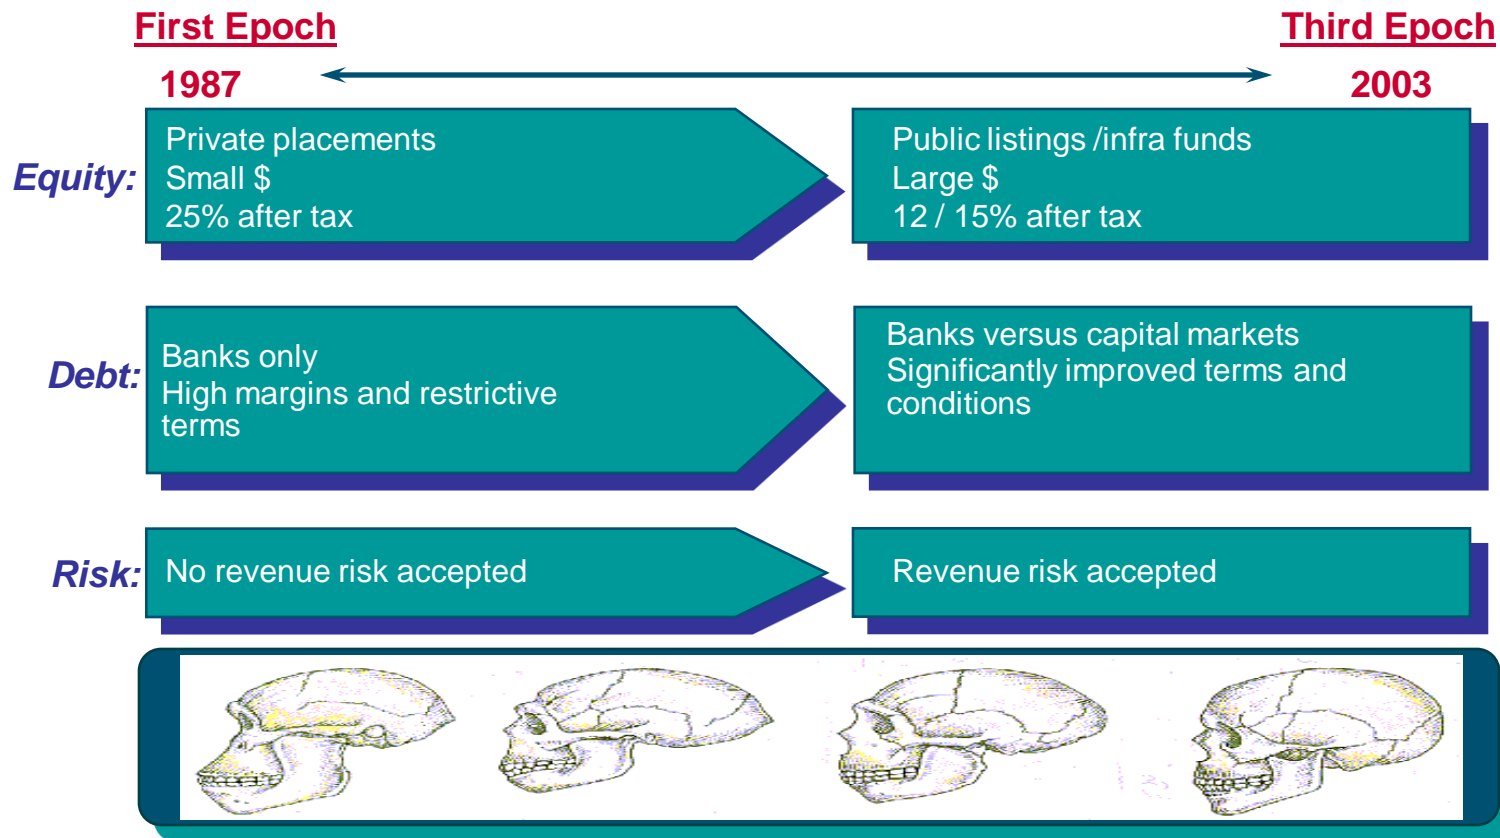 First Epoch
Third Epoch
1987
2003
Equity:
Private placements
Small $
25% after tax
Public listings /infra funds
Large $
12 / 15% after tax
Debt:
Banks only
High margins and restrictive
terms
Banks versus capital markets
Significantly improved terms and
conditions
Risk:
No revenue risk accepted
Revenue risk accepted